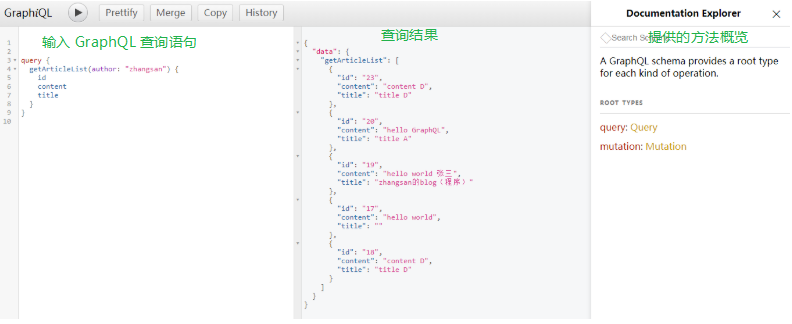 GraphiQL Prettify Merge Copy History
输入 GraphQL 查询语句
1
2
3 query {
4 getArticleList(author: "zhangsan") {
5 id
6 content
7 title
8 }
9 }
10
查询结果
{
"data": {
"getArticleList": [
{
"id": "23",
"content": "content D",
"title": "title D"
},
{
"id": "20",
"content": "hello GraphQL",
"title": "title A"
},
{
"id": "19",
"content": "hello world 张三",
"title": "zhangsan的blog（程序）"
},
{
"id": "17",
"content": "hello world",
"title": ""
},
{
"id": "18",
"content": "content D",
"title": "title D"
}
]
}
}
Documentation Explorer
Search
提供的方法概览
A GraphQL schema provides a root type
for each kind of operation.
ROOT TYPES
query: Query
mutation: Mutation